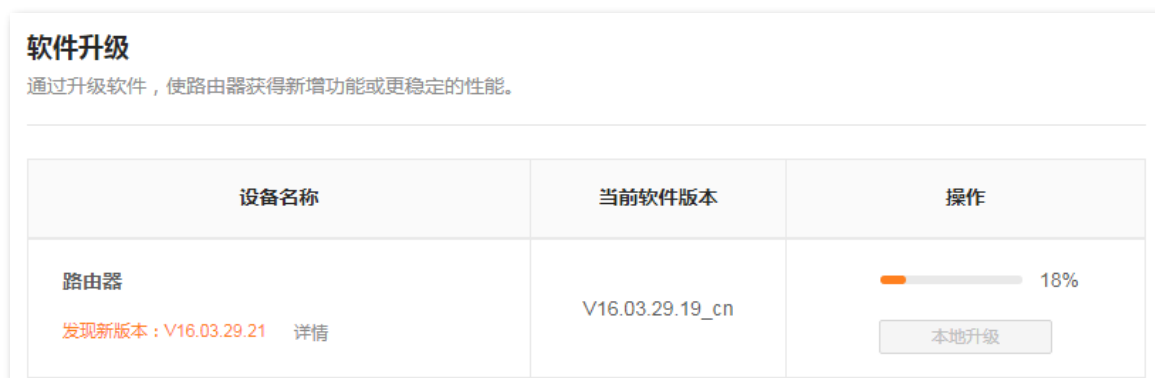 软件升级
通过升级软件，使路由器获得新增功能或更稳定的性能。
设备名称 当前软件版本 操作
路由器
18%
V16.03.29.19_cn
发现新版本：V16.03.29.21 详情
本地升级